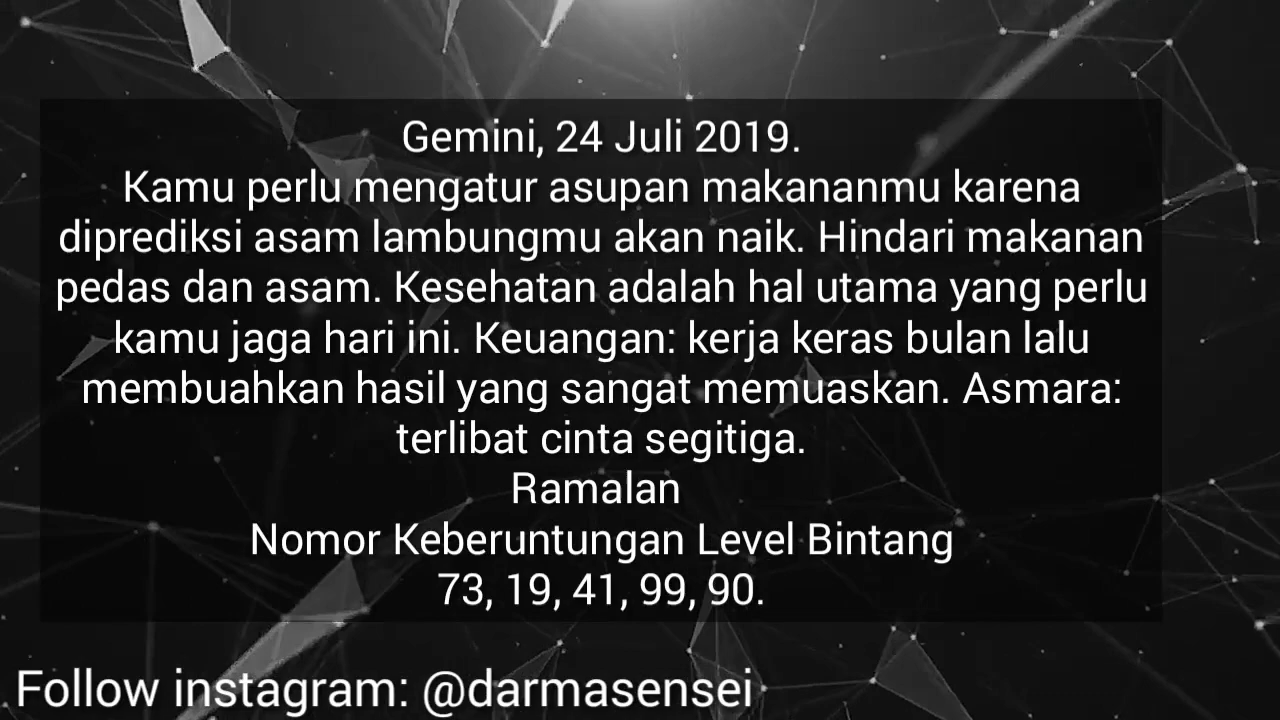 Gemini, 24 Juli 2019.
Kamu perlu mengatur asupan makananmu karena
diprediksi asam lambungmu akan naik. Hindari makanan
pedas dan asam. Kesehatan adalah hal utama yang perlu
kamu jaga hari ini. Keuangan: kerja keras bulan lalu
membuahkan hasil yang sangat memuaskan. Asmara:
terlibat cinta segitiga.
Ramalan
Nomor Keberuntungan Level Bintang
73, 19, 41, 99, 90.
Follow instagram: @darmasensei